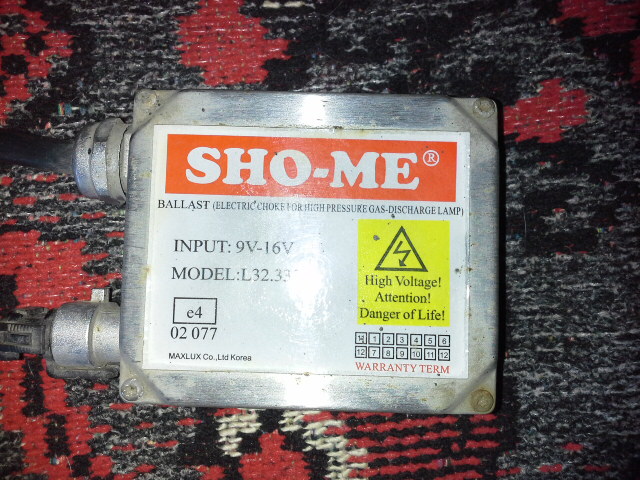 SHO-ME®
BALLAST (ELECTRIC CHOKE FOR HIGH PRESSURE GAS-DISCHARGE LAMP)
INPUT: 9V-16V
MODEL:L32.33
High Voltage!
Attention!
Danger of Life!
e4
02 077
1 2 3 4 5 6
12 7 8 9 10 11 12
WARRANTY TERM
MAXLUX Co.,Ltd Korea